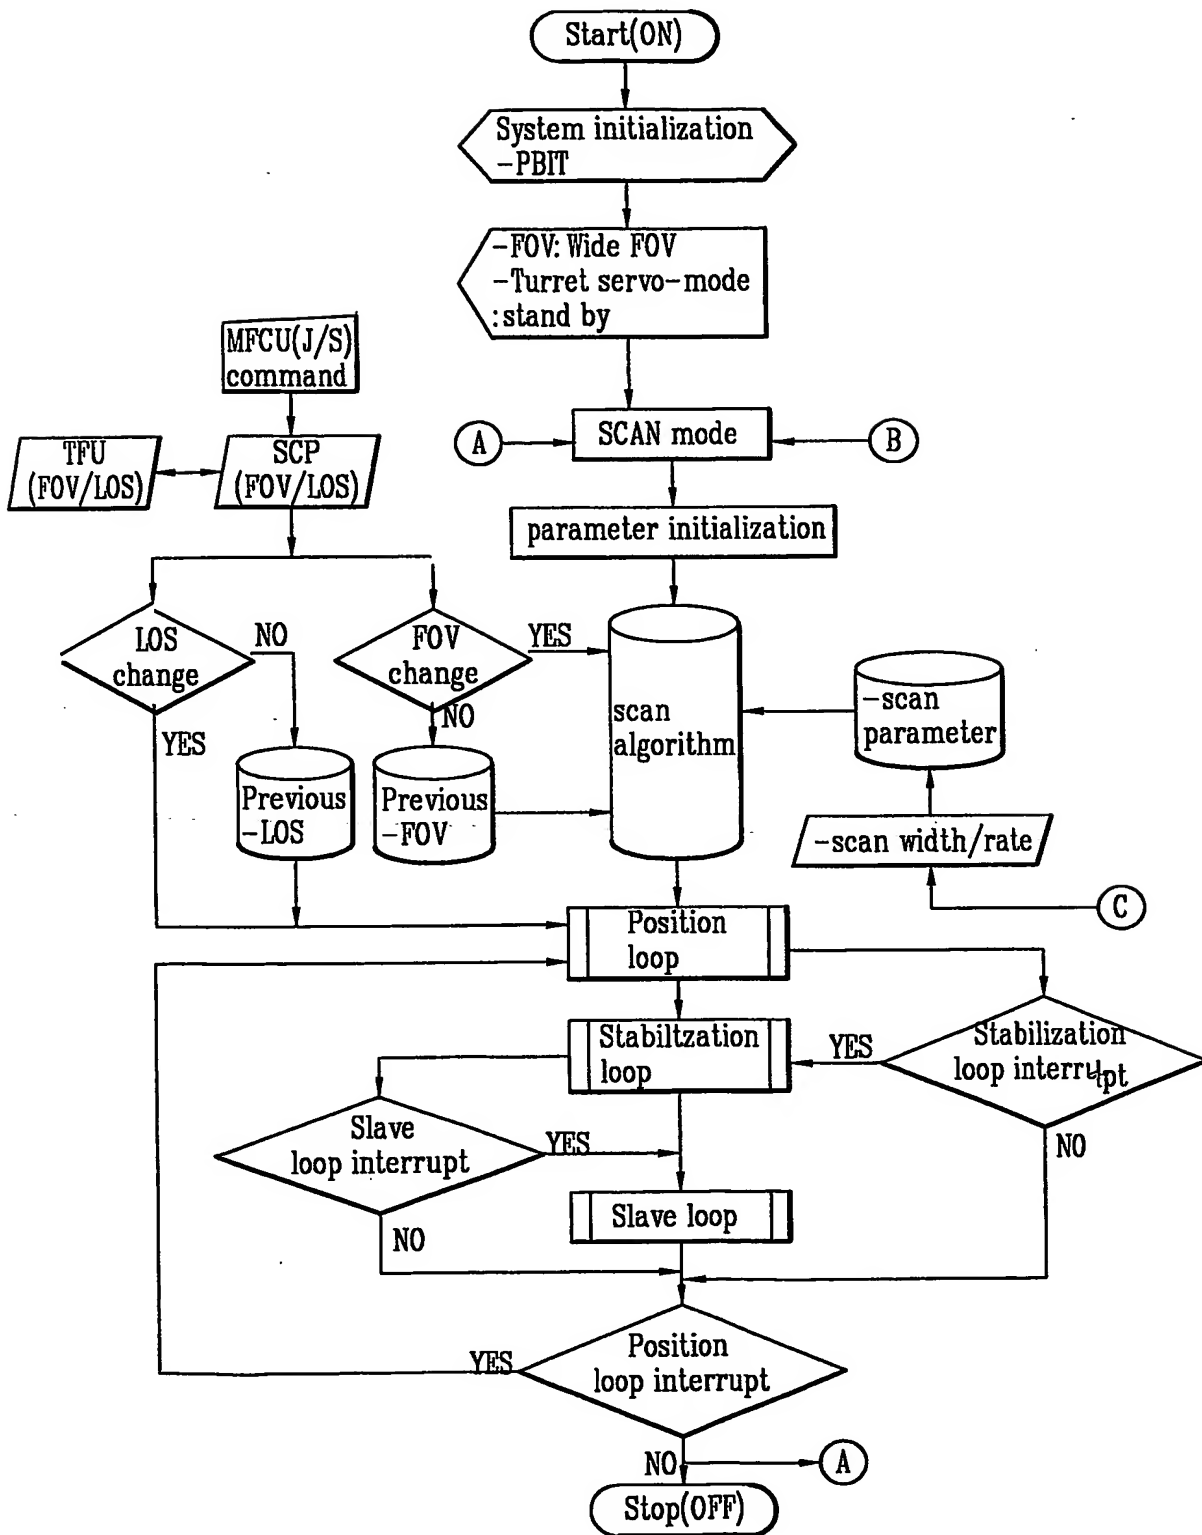 Start(ON)
System initialization
-PBIT
-FOV: Wide FOV
-Turret servo-mode
:stand by
MFCU(J/S)
command
TFU
(FOV/LOS)
SCP
(FOV/LOS)
A
SCAN mode
B
parameter initialization
LOS
change
NO
YES
FOV
change
YES
NO
Previous
-LOS
Previous
-FOV
scan
algorithm
-scan
parameter
-scan width/rate
C
Position
loop
Stabiltzation
loop
YES
Stabilization
loop interrutpt
NO
Slave
loop interrupt
YES
NO
Slave loop
Position
loop interrupt
YES
NO
A
Stop(OFF)